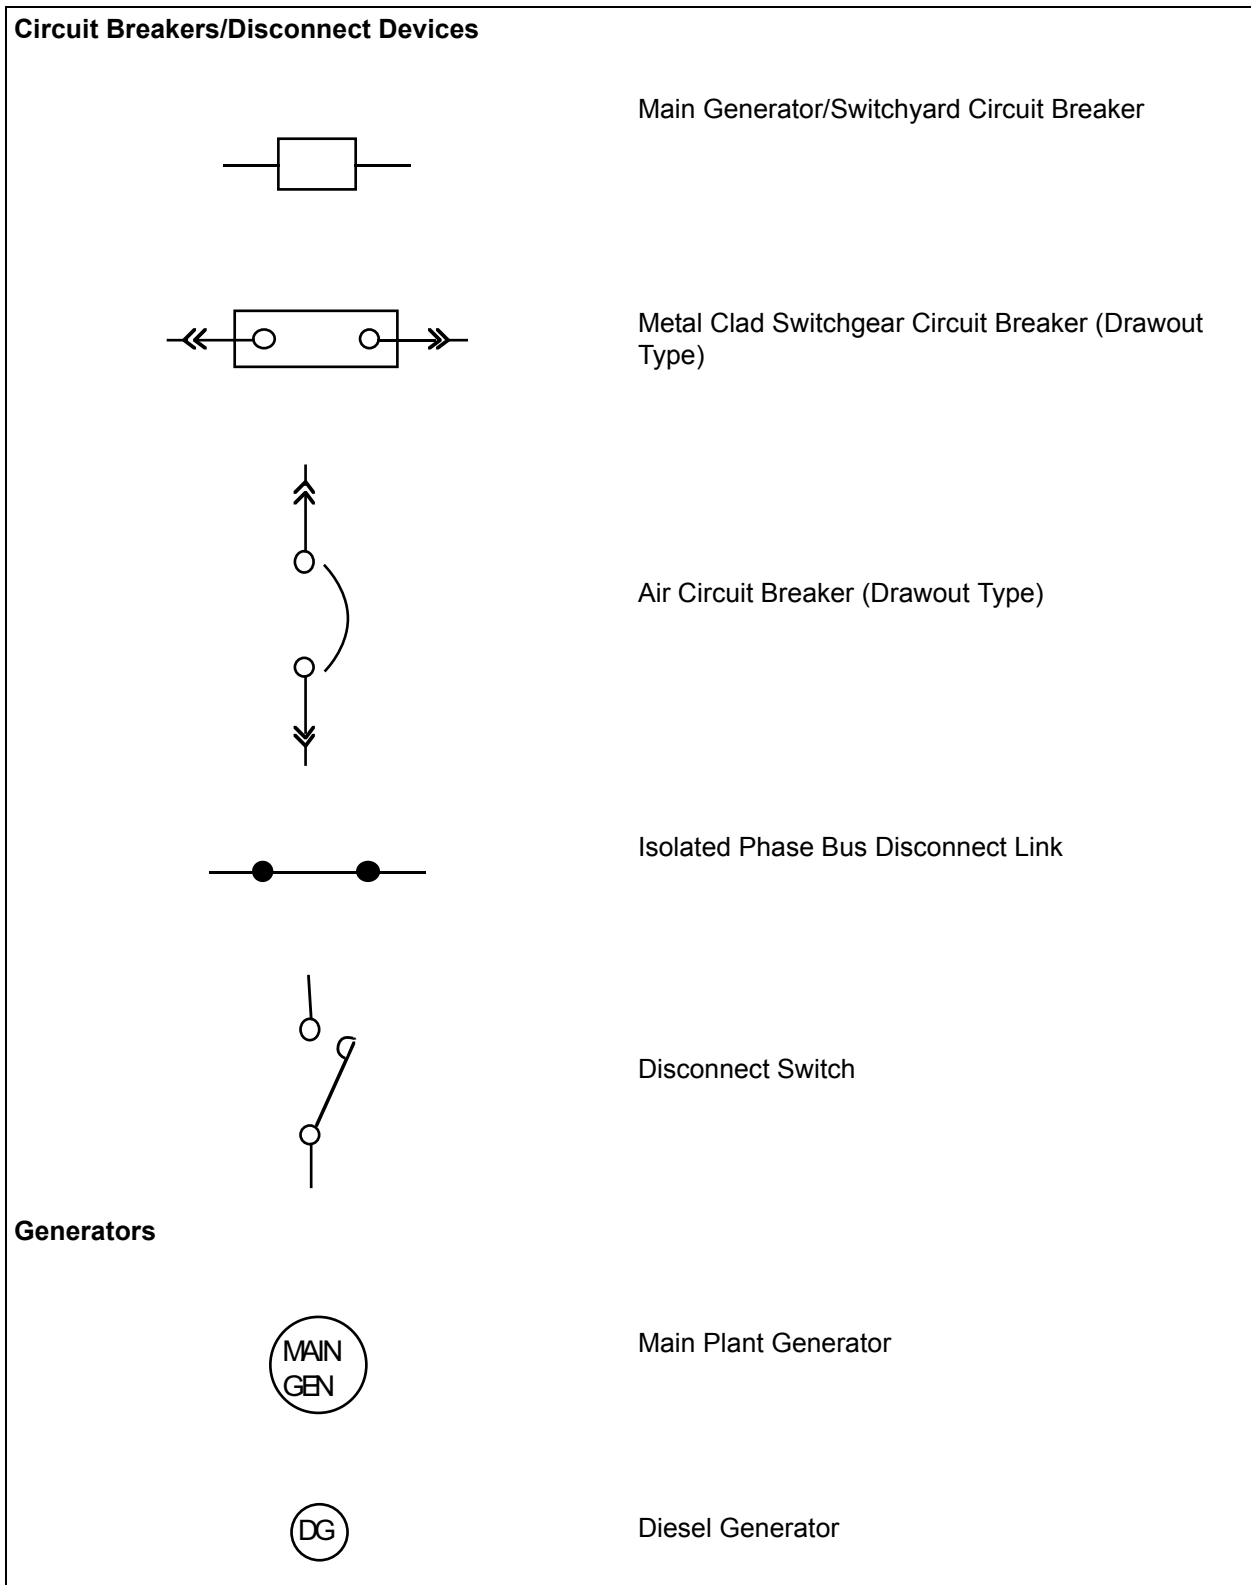 Circuit Breakers/Disconnect Devices
Main Generator/Switchyard Circuit Breaker
Metal Clad Switchgear Circuit Breaker (Drawout
Type)
Air Circuit Breaker (Drawout Type)
Isolated Phase Bus Disconnect Link
Disconnect Switch
Generators
MAIN
GEN
Main Plant Generator
DG
Diesel Generator